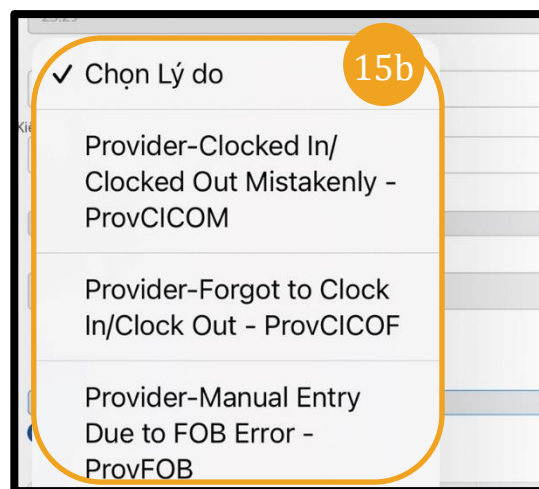 15b
✓ Chọn Lý do
Provider-Clocked In/
Clocked Out Mistakenly -
ProvCICOM
Provider-Forgot to Clock
In/Clock Out - ProvCICOF
Provider-Manual Entry
Due to FOB Error -
ProvFOB